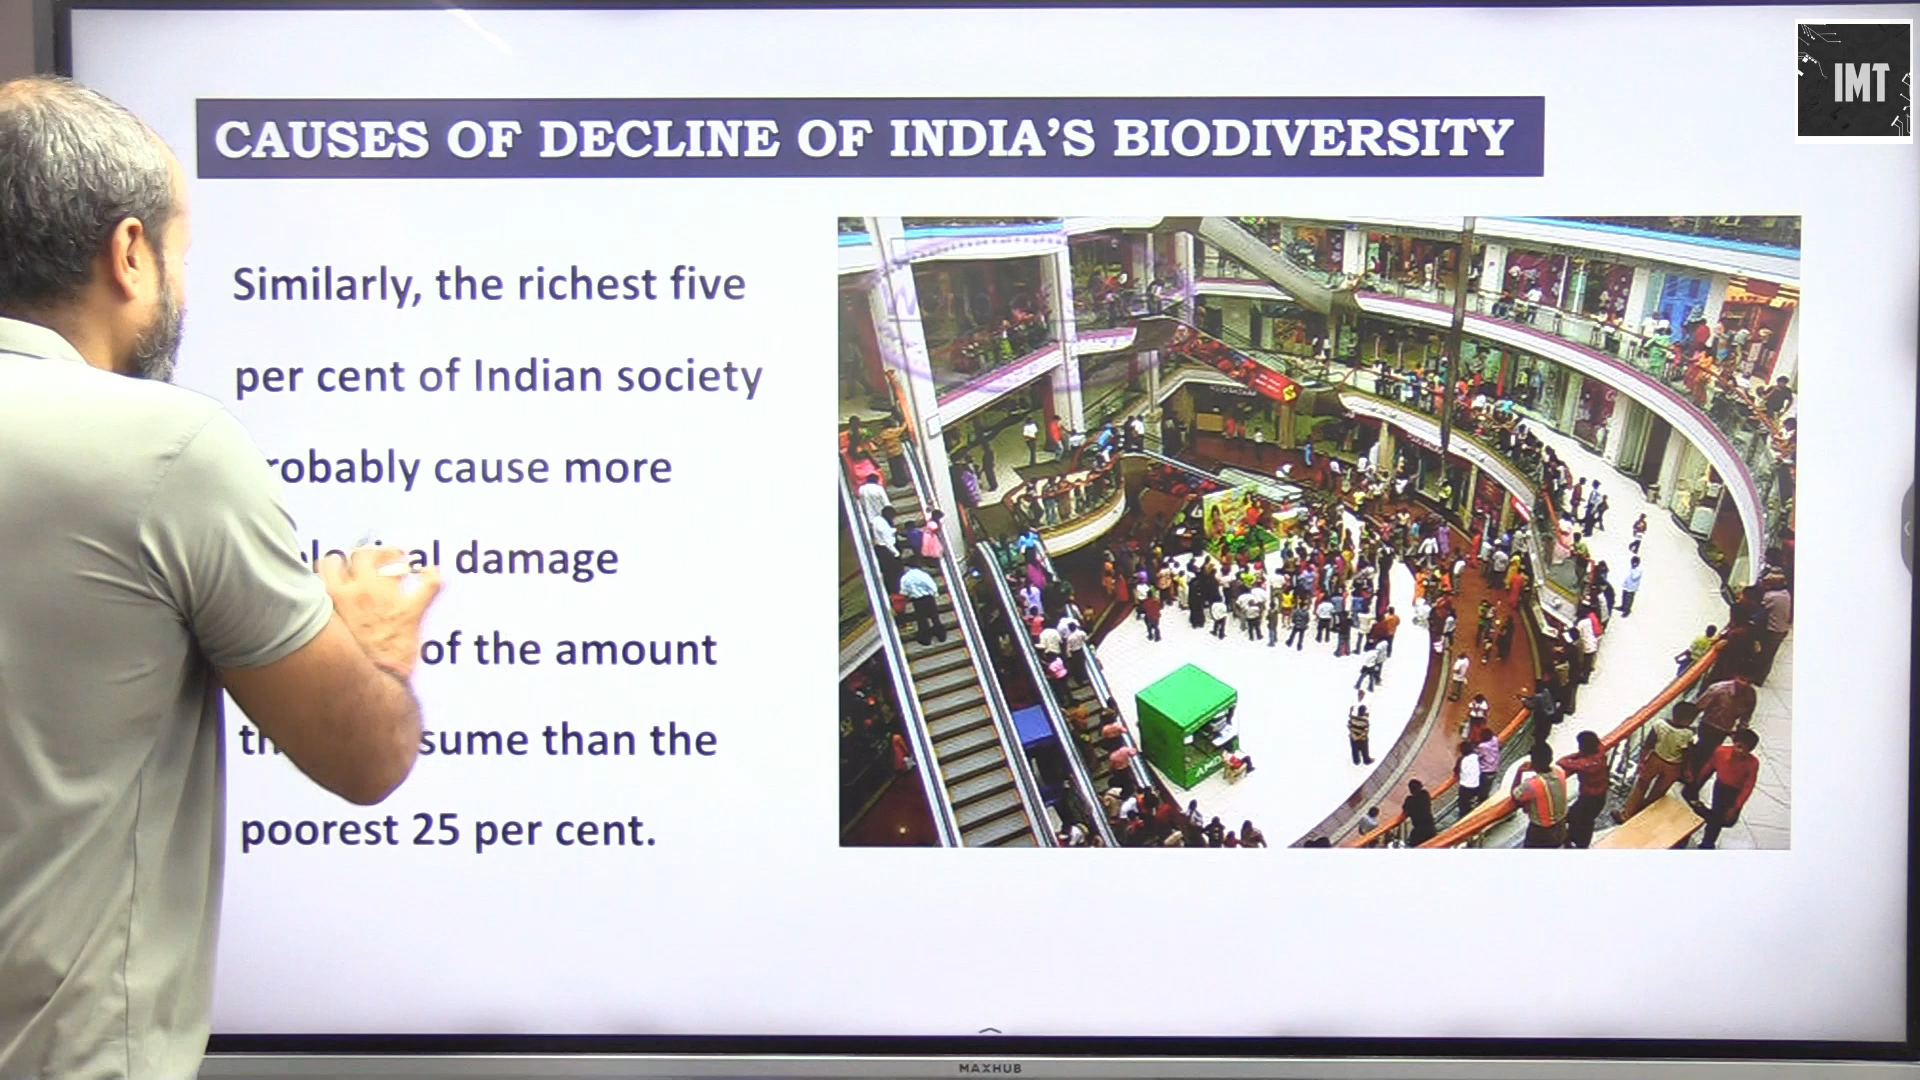 IMT
CAUSES OF DECLINE OF INDIA'S BIODIVERSITY
Similarly, the richest five
per cent of Indian society
robably cause more
damage
of the amount
sume than the
poorest 25 per cent.
MAXHUB